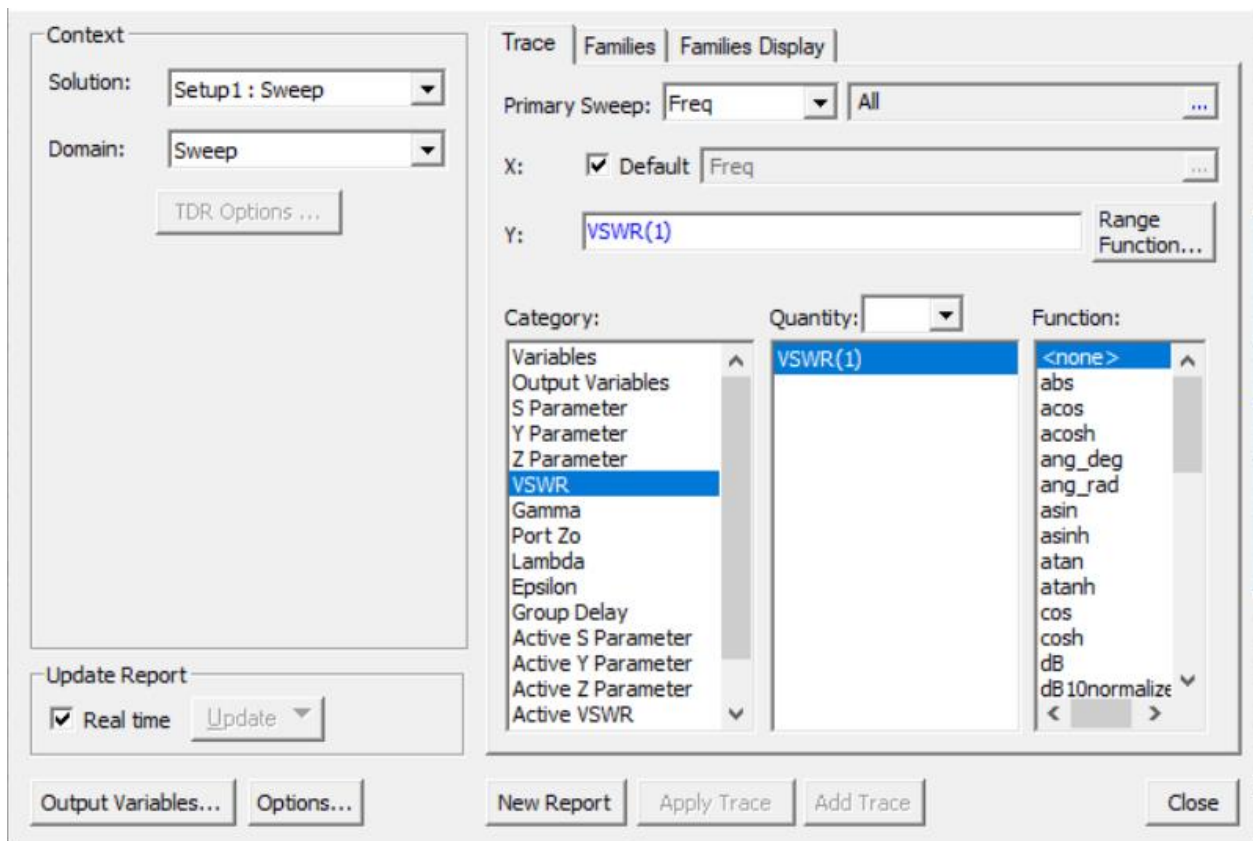 Context
Solution: Setup1 : Sweep
Domain: Sweep
TDR Options ...
Update Report
Real time Update
Output Variables... Options...
Trace Families Families Display
Primary Sweep: Freq All ...
X: Default Freq ...
Y: VSWR(1) Range Function...
Category:
Variables
Output Variables
S Parameter
Y Parameter
Z Parameter
VSWR
Gamma
Port Zo
Lambda
Epsilon
Group Delay
Active S Parameter
Active Y Parameter
Active Z Parameter
Active VSWR
Quantity:
VSWR(1)
Function:
<none>
abs
acos
acosh
ang_deg
ang_rad
asin
asinh
atan
atanh
cos
cosh
dB
dB10normalize
New Report Apply Trace Add Trace Close